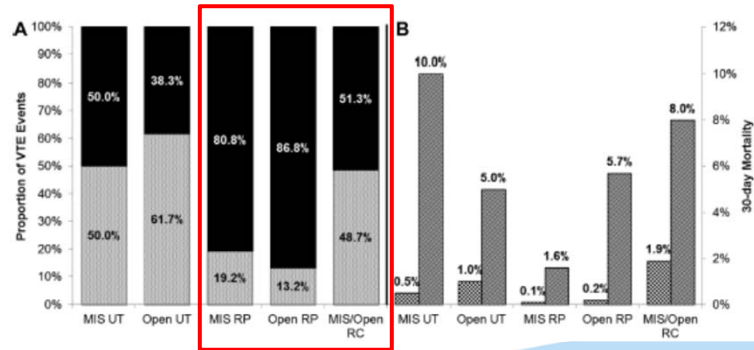 A
B
Proportion of VTE Events
100%
90%
80%
70%
60%
50%
40%
30%
20%
10%
0%
50.0%
38.3%
80.8%
86.8%
51.3%
50.0%
61.7%
19.2%
13.2%
48.7%
MIS UT
Open UT
MIS RP
Open RP
MIS/Open
RC
10.0%
5.0%
1.6%
5.7%
8.0%
0.5%
1.0%
0.1%
0.2%
1.9%
MIS UT
Open UT
MIS RP
Open RP
MIS/Open
RC
12%
10%
8%
6%
4%
2%
0%
30-day Mortality